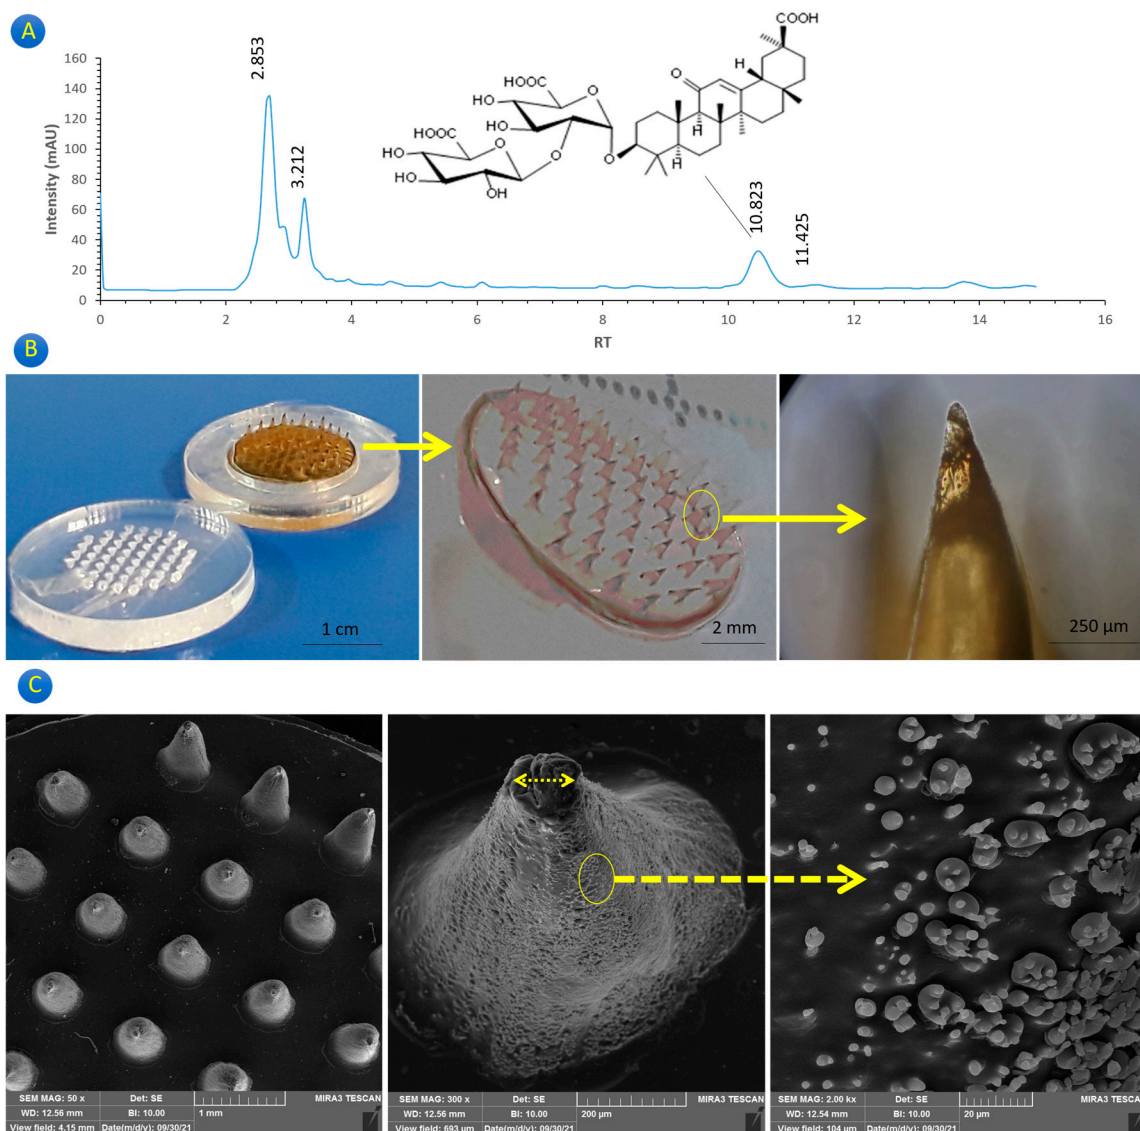 A
160
140
120
100
80
60
40
20
0
Intensity (mAU)
2.853
3.212
10.823
11.425
COOH
H
O
HOOC
O
HO
HO
HOOC
O
O
HO
HO
OH
O
H
H
0 2 4 6 8 10 12 14 16
RT
B
1 cm
2 mm
250 µm
C
SEM MAG: 50 x Det: SE MIRA3 TESCAN
WD: 12.56 mm BI: 10.00 1 mm
View field: 4.15 mm Date(m/d/y): 09/30/21
SEM MAG: 300 x Det: SE MIRA3 TESCAN
WD: 12.56 mm BI: 10.00 200 µm
View field: 693 µm Date(m/d/y): 09/30/21
SEM MAG: 2.00 kx Det: SE MIRA3 TESCAN
WD: 12.54 mm BI: 10.00 20 µm
View field: 104 µm Date(m/d/y): 09/30/21